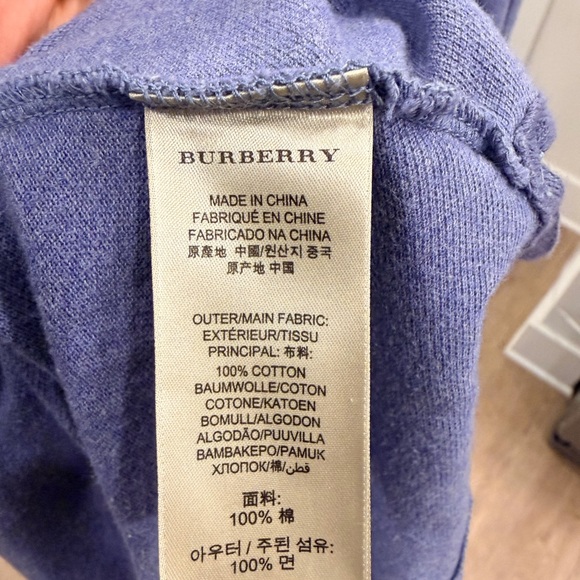 BURBERRY
MADE IN CHINA
FABRIQUÉ EN CHINE
FABRICADO NA CHINA
原產地 中國/원산지 중국
原产地 中国
OUTER/MAIN FABRIC:
EXTÉRIEUR/TISSU
PRINCIPAL: 布料:
100% COTTON
BAUMWOLLE/COTON
COTONE/KATOEN
BOMULL/ALGODON
ALGODÃO/PUUVILLA
BAMBAKEPO/PAMUK
ХЛОПОК/棉/قطن
面料:
100% 棉
아우터 / 주된 섬유:
100% 면